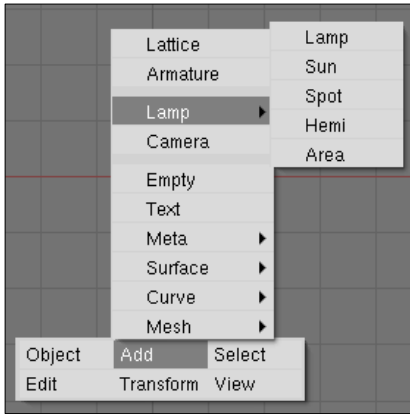 Lattice
Armature
Lamp
Camera
Empty
Text
Meta
Surface
Curve
Mesh
Lamp
Sun
Spot
Hemi
Area
Object Add Select
Edit Transform View